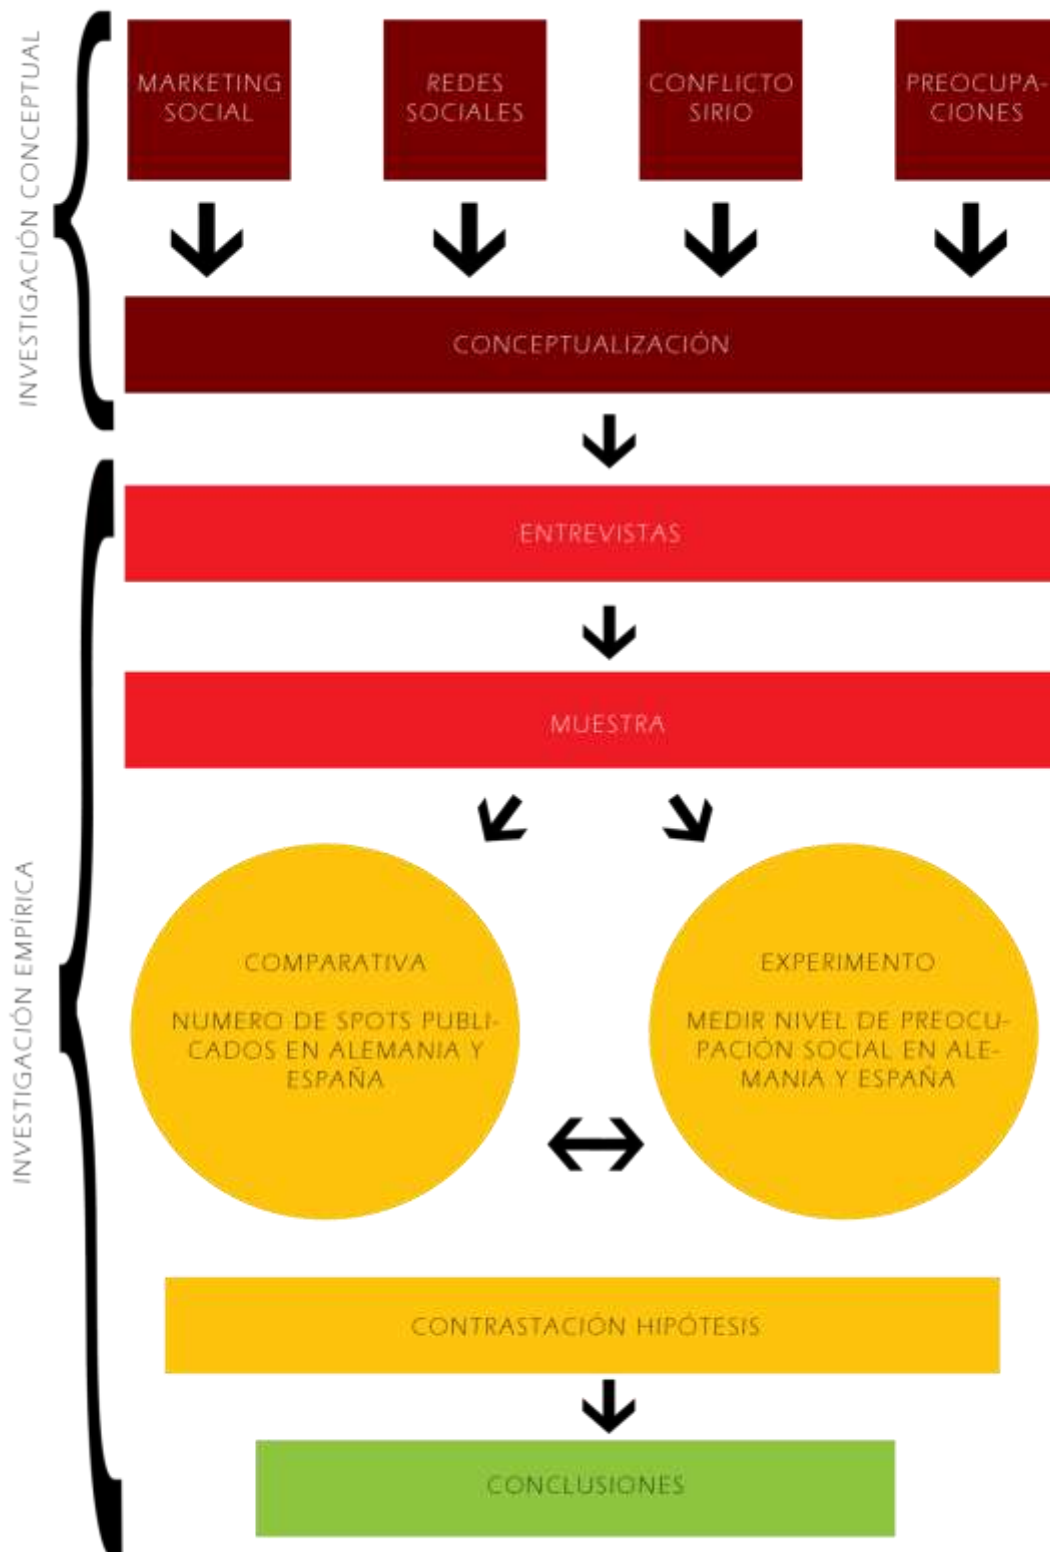 INVESTIGACIÓN CONCEPTUAL
MARKETING
SOCIAL
REDES
SOCIALES
CONFLICTO
SIRIO
PREOCUPA-
CIONES
CONCEPTUALIZACIÓN
INVESTIGACIÓN EMPÍRICA
ENTREVISTAS
MUESTRA
COMPARATIVA
NUMERO DE SPOTS PUBLI-
CADOS EN ALEMANIA Y
ESPAÑA
EXPERIMENTO
MEDIR NIVEL DE PREOCU-
PACIÓN SOCIAL EN ALE-
MANIA Y ESPAÑA
CONTRASTACIÓN HIPÓTESIS
CONCLUSIONES